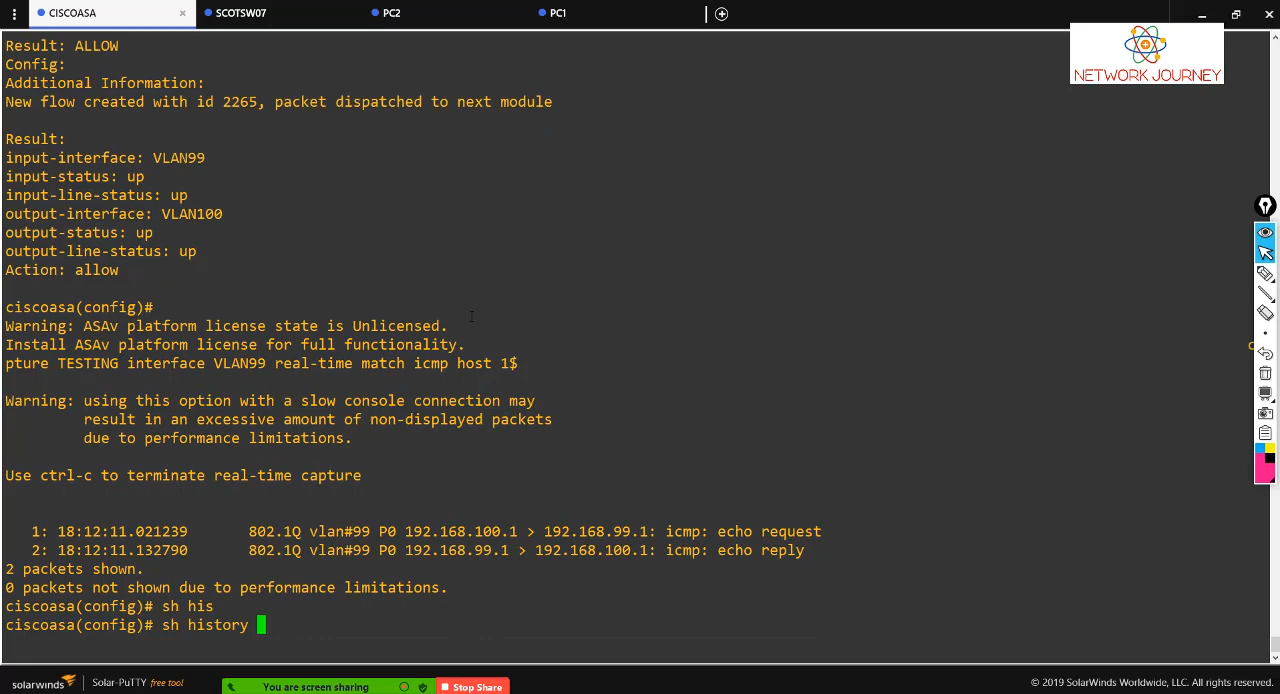 CISCOASA
SCOTSW07
PC2
PC1
NETWORK JOURNEY
Result: ALLOW
Config:
Additional Information:
New flow created with id 2265, packet dispatched to next module
Result:
input-interface: VLAN99
input-status: up
input-line-status: up
output-interface: VLAN100
output-status: up
output-line-status: up
Action: allow
ciscoasa(config)#
Warning: ASAv platform license state is Unlicensed.
Install ASAv platform license for full functionality.
pture TESTING interface VLAN99 real-time match icmp host 1$
Warning: using this option with a slow console connection may
result in an excessive amount of non-displayed packets
due to performance limitations.
Use ctrl-c to terminate real-time capture
1: 18:12:11.021239 802.1Q vlan#99 P0 192.168.100.1 > 192.168.99.1: icmp: echo request
2: 18:12:11.132790 802.1Q vlan#99 P0 192.168.99.1 > 192.168.100.1: icmp: echo reply
2 packets shown.
0 packets not shown due to performance limitations.
ciscoasa(config)# sh his
ciscoasa(config)# sh history
solarwinds
Solar-PuTTY free tool
You are screen sharing
Stop Share
© 2019 SolarWinds Worldwide, LLC. All rights reserved.